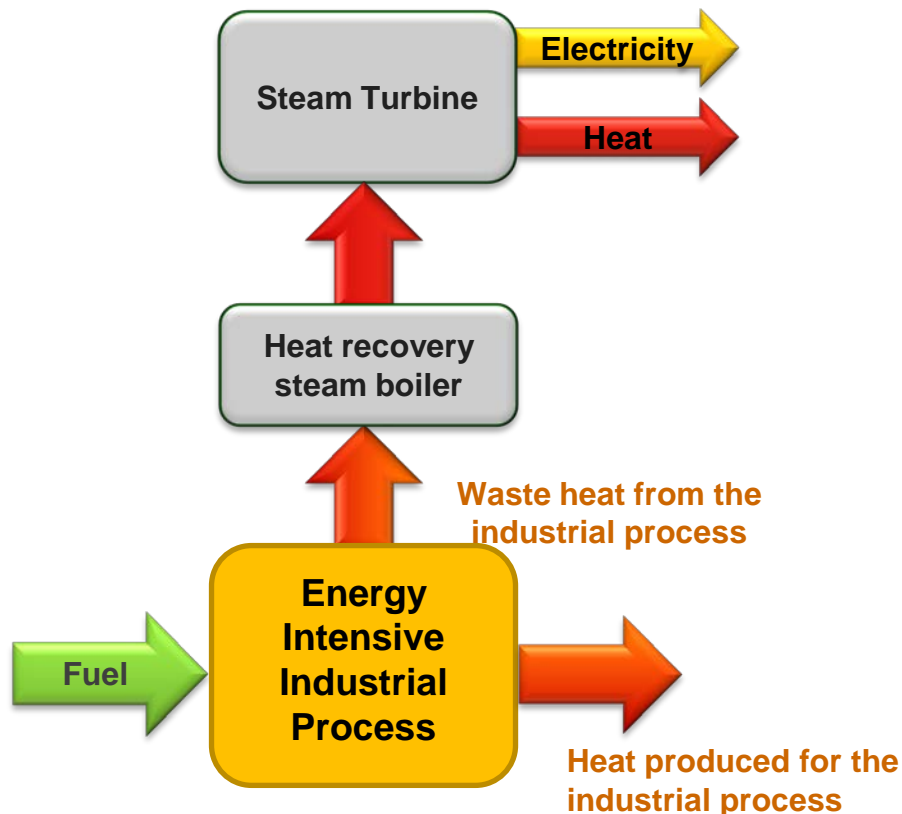 Electricity
Steam Turbine
Heat
Heat recovery
steam boiler
Waste heat from the
industrial process
Energy
Intensive
Industrial
Process
Fuel
Heat produced for the
industrial process